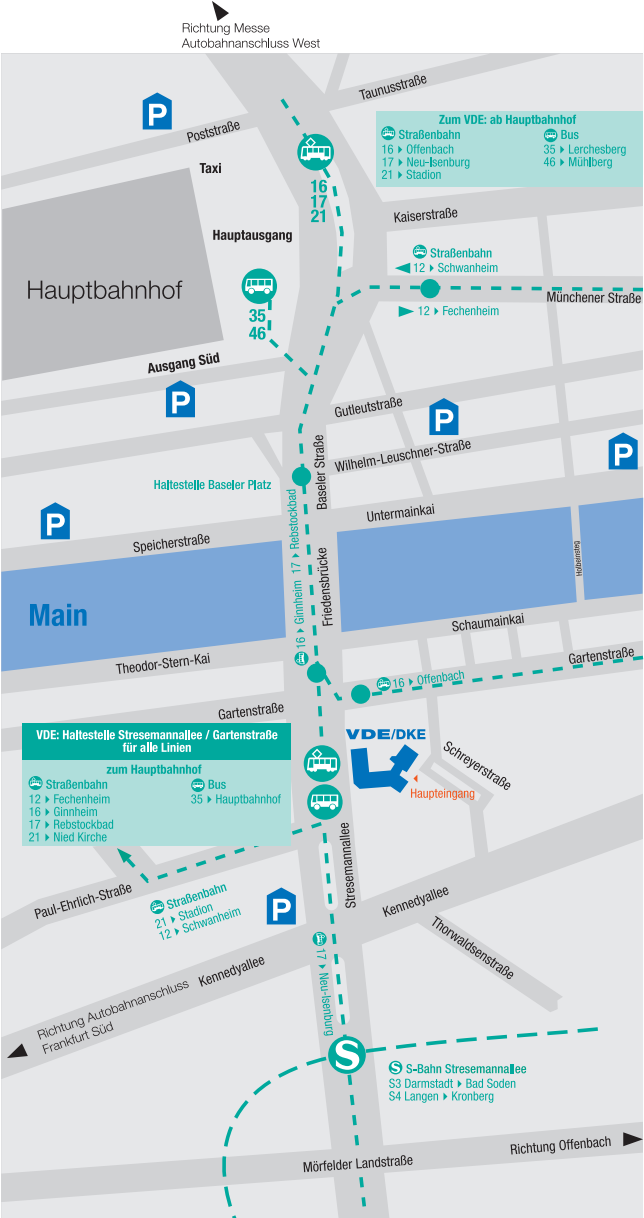 Richtung Messe
Autobahnanschluss West
Taunusstraße
P
Poststraße
Zum VDE: ab Hauptbahnhof
Straßenbahn
16 ▸ Offenbach
17 ▸ Neu-Isenburg
21 ▸ Stadion
Bus
35 ▸ Lerchesberg
46 ▸ Mühlberg
Taxi
16
17
21
Kaiserstraße
Hauptausgang
Straßenbahn
12 ▸ Schwanheim
Hauptbahnhof
Münchener Straße
12 ▸ Fechenheim
35
46
Ausgang Süd
P
Gutleutstraße
P
Baseler Straße
Wilhelm-Leuschner-Straße
P
Haltestelle Baseler Platz
P
Untermainkai
Speicherstraße
17 ▸ Rebstockbad
16 ▸ Ginnheim
Friedensbrücke
Holbeinsteg
Main
Schaumainkai
Theodor-Stern-Kai
Gartenstraße
16 ▸ Offenbach
Gartenstraße
VDE: Haltestelle Stresemannallee / Gartenstraße
für alle Linien
zum Hauptbahnhof
Straßenbahn
12 ▸ Fechenheim
16 ▸ Ginnheim
17 ▸ Rebstockbad
21 ▸ Nied Kirche
Bus
35 ▸ Hauptbahnhof
VDE/DKE
Schreyerstraße
Haupteingang
Stresemannallee
Paul-Ehrlich-Straße
Straßenbahn
21 ▸ Stadion
12 ▸ Schwanheim
P
Kennedyallee
Thorwaldsenstraße
17 ▸ Neu-Isenburg
Kennedyallee
Richtung Autobahnanschluss
Frankfurt Süd
S
S S-Bahn Stresemannallee
S3 Darmstadt ▸ Bad Soden
S4 Langen ▸ Kronberg
Richtung Offenbach
Mörfelder Landstraße